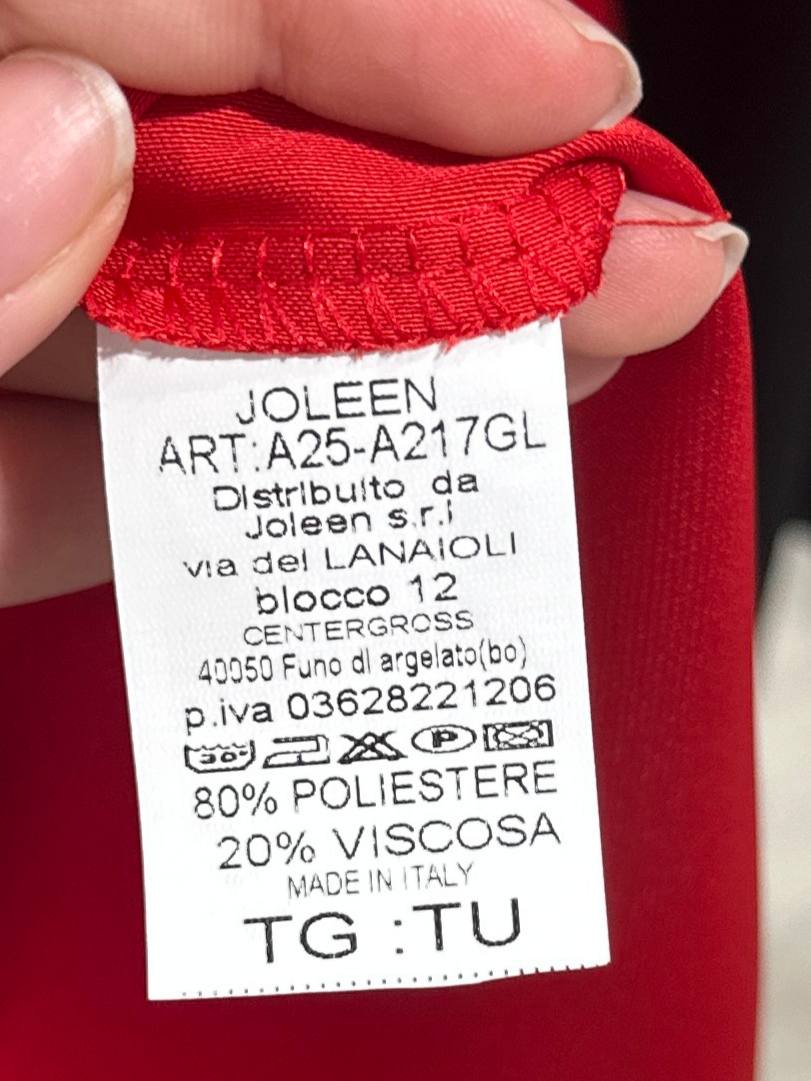 JOLEEN
ART:A25-A217GL
Distribuito da
Joleen s.r.l
via dei LANAIOLI
blocco 12
CENTERGROSS
40050 Funo di argelato(bo)
p.iva 03628221206
30° P
80% POLIESTERE
20% VISCOSA
MADE IN ITALY
TG :TU